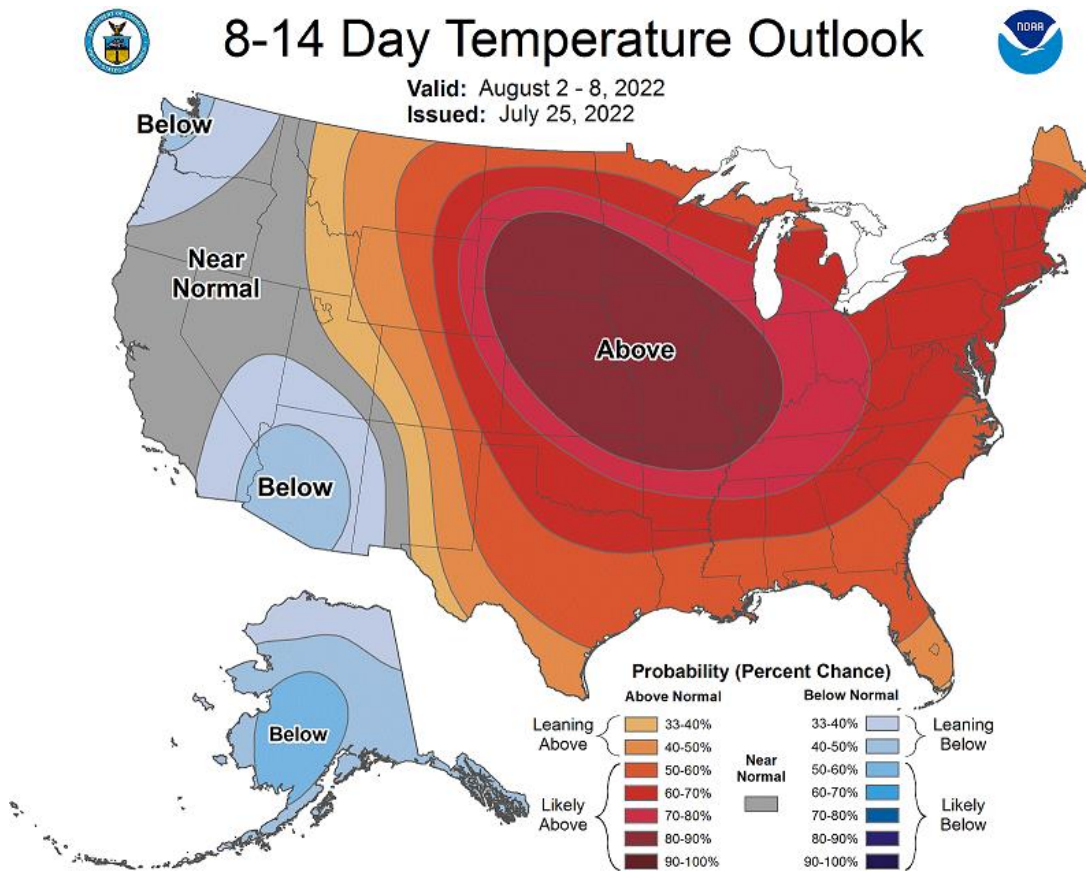 8-14 Day Temperature Outlook
NOAA
Valid: August 2 - 8, 2022
Issued: July 25, 2022
Below
Near
Normal
Above
Below
Below
Probability (Percent Chance)
Above Normal
Below Normal
Leaning
Above
33-40%
40-50%
Likely
Above
50-60%
60-70%
70-80%
80-90%
90-100%
Near
Normal
33-40%
40-50%
Leaning
Below
50-60%
60-70%
70-80%
80-90%
90-100%
Likely
Below